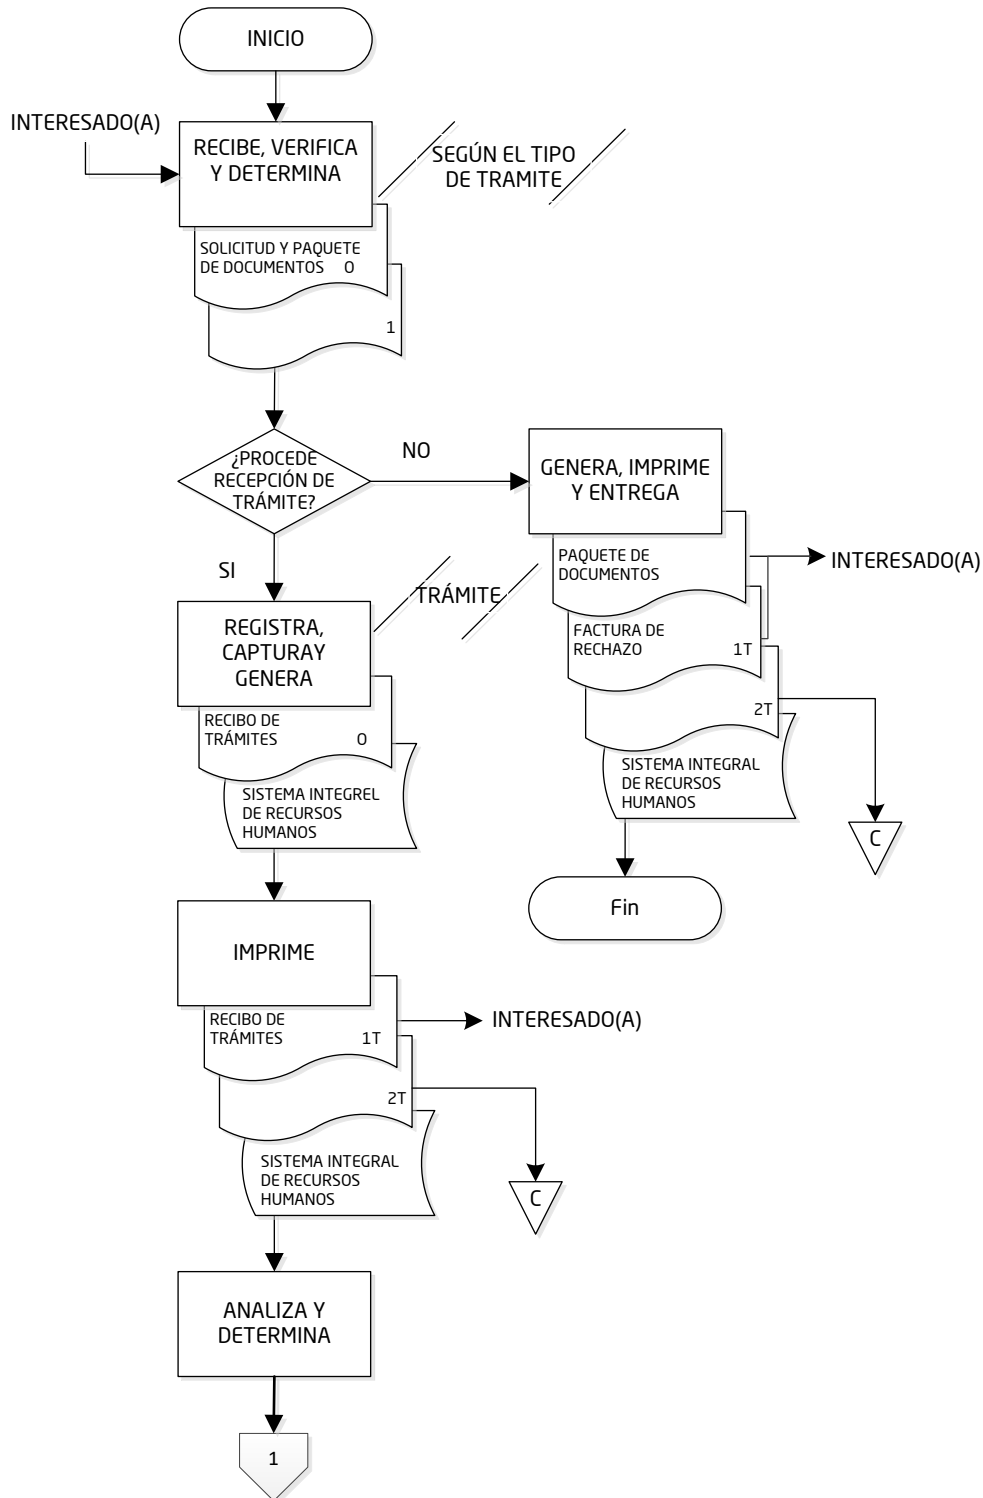 INICIO
INTERESADO(A)
RECIBE, VERIFICA
Y DETERMINA
SEGÚN EL TIPO
DE TRAMITE
SOLICITUD Y PAQUETE
DE DOCUMENTOS O
1
¿PROCEDE
RECEPCIÓN DE
TRÁMITE?
NO
GENERA, IMPRIME
Y ENTREGA
PAQUETE DE
DOCUMENTOS
INTERESADO(A)
FACTURA DE
RECHAZO 1T
2T
SISTEMA INTEGRAL
DE RECURSOS
HUMANOS
C
Fin
SI
TRÁMITE
REGISTRA,
CAPTURAY
GENERA
RECIBO DE
TRÁMITES O
SISTEMA INTEGREL
DE RECURSOS
HUMANOS
IMPRIME
RECIBO DE
TRÁMITES 1T
INTERESADO(A)
2T
SISTEMA INTEGRAL
DE RECURSOS
HUMANOS
C
ANALIZA Y
DETERMINA
1